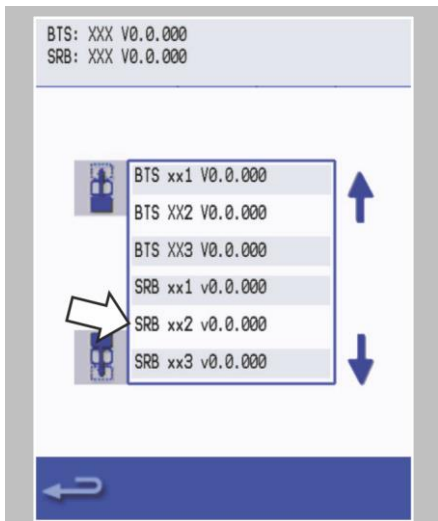 BTS: XXX V0.0.000
SRB: XXX V0.0.000
BTS xx1 V0.0.000
BTS XX2 V0.0.000
BTS XX3 V0.0.000
SRB xx1 v0.0.000
SRB xx2 v0.0.000
SRB xx3 v0.0.000